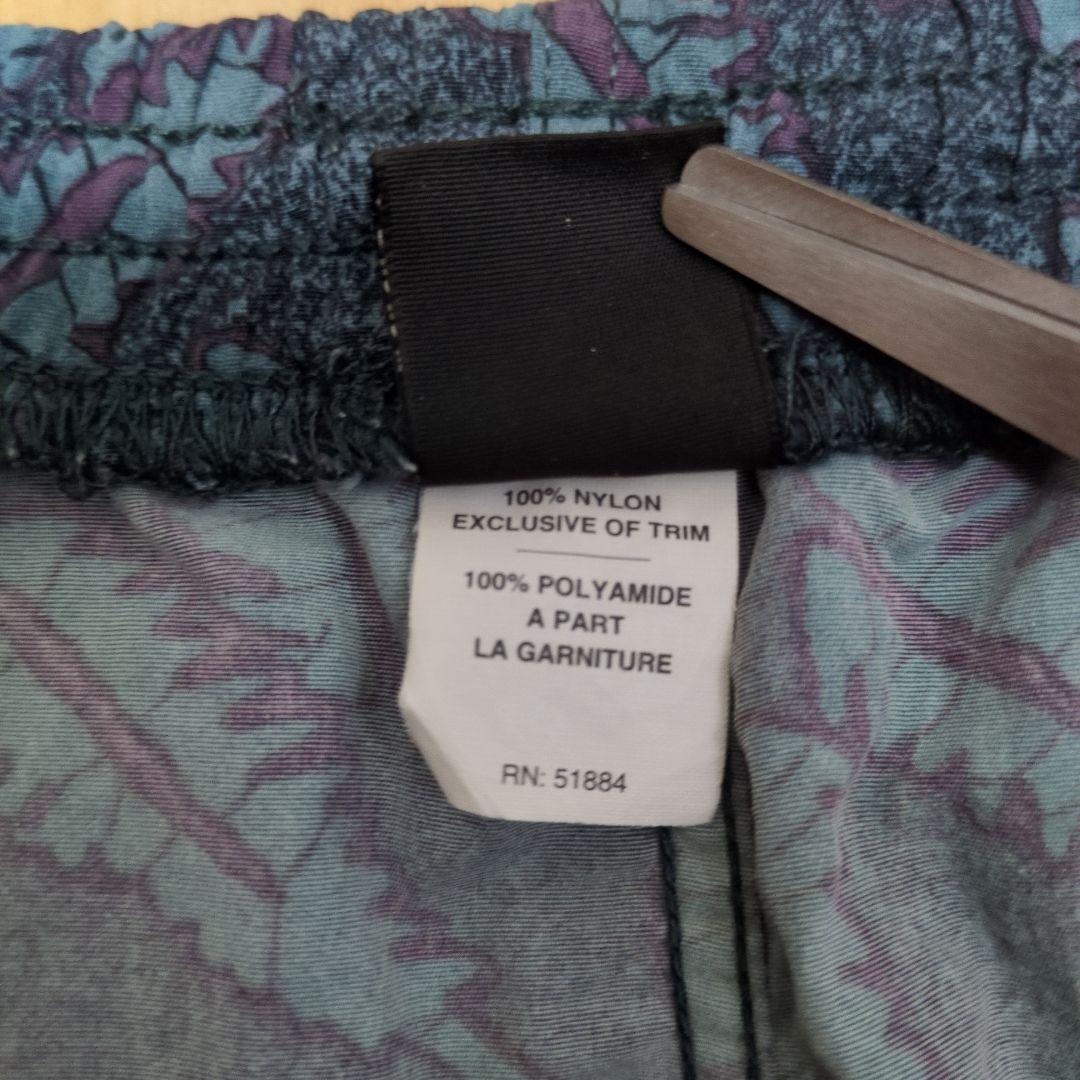 100% NYLON
EXCLUSIVE OF TRIM
100% POLYAMIDE
A PART
LA GARNITURE
RN: 51884